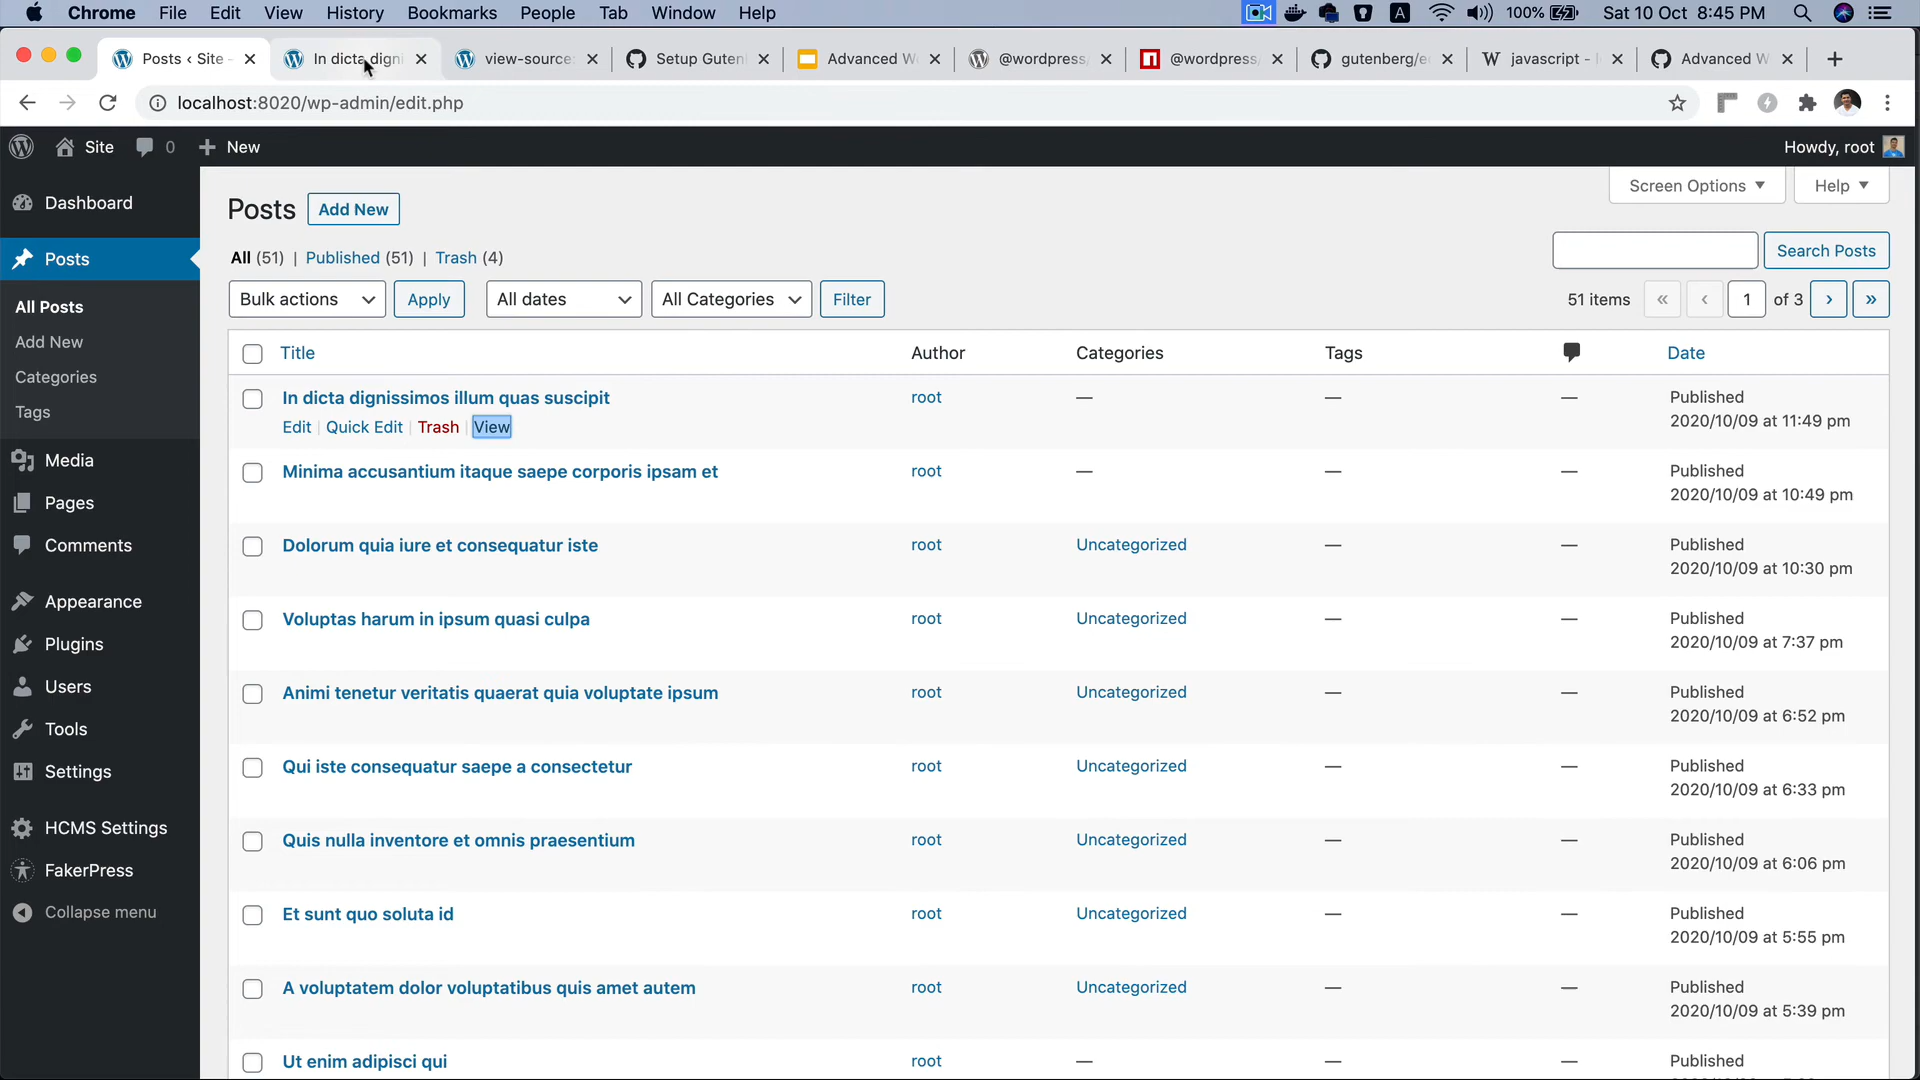 Chrome File Edit View History Bookmarks People Tab Window Help 100% Sat 10 Oct 8:45 PM
Posts ‹ Site - In dicta digni view-source: Setup Guten Advanced W @wordpress @wordpress/ gutenberg/e javascript - Advanced W
localhost:8020/wp-admin/edit.php
Site 0 New Howdy, root
Screen Options Help
Dashboard
Posts
All Posts
Add New
Categories
Tags
Media
Pages
Comments
Appearance
Plugins
Users
Tools
Settings
HCMS Settings
FakerPress
Collapse menu
Posts Add New
All (51) | Published (51) | Trash (4)
Search Posts
Bulk actions Apply All dates All Categories Filter 51 items « ‹ 1 of 3 › »
Title Author Categories Tags Date
In dicta dignissimos illum quas suscipit root — — — Published
Edit | Quick Edit | Trash | View 2020/10/09 at 11:49 pm
Minima accusantium itaque saepe corporis ipsam et root — — — Published
2020/10/09 at 10:49 pm
Dolorum quia iure et consequatur iste root Uncategorized — — Published
2020/10/09 at 10:30 pm
Voluptas harum in ipsum quasi culpa root Uncategorized — — Published
2020/10/09 at 7:37 pm
Animi tenetur veritatis quaerat quia voluptate ipsum root Uncategorized — — Published
2020/10/09 at 6:52 pm
Qui iste consequatur saepe a consectetur root Uncategorized — — Published
2020/10/09 at 6:33 pm
Quis nulla inventore et omnis praesentium root Uncategorized — — Published
2020/10/09 at 6:06 pm
Et sunt quo soluta id root Uncategorized — — Published
2020/10/09 at 5:55 pm
A voluptatem dolor voluptatibus quis amet autem root Uncategorized — — Published
2020/10/09 at 5:39 pm
Ut enim adipisci qui root — — — Published